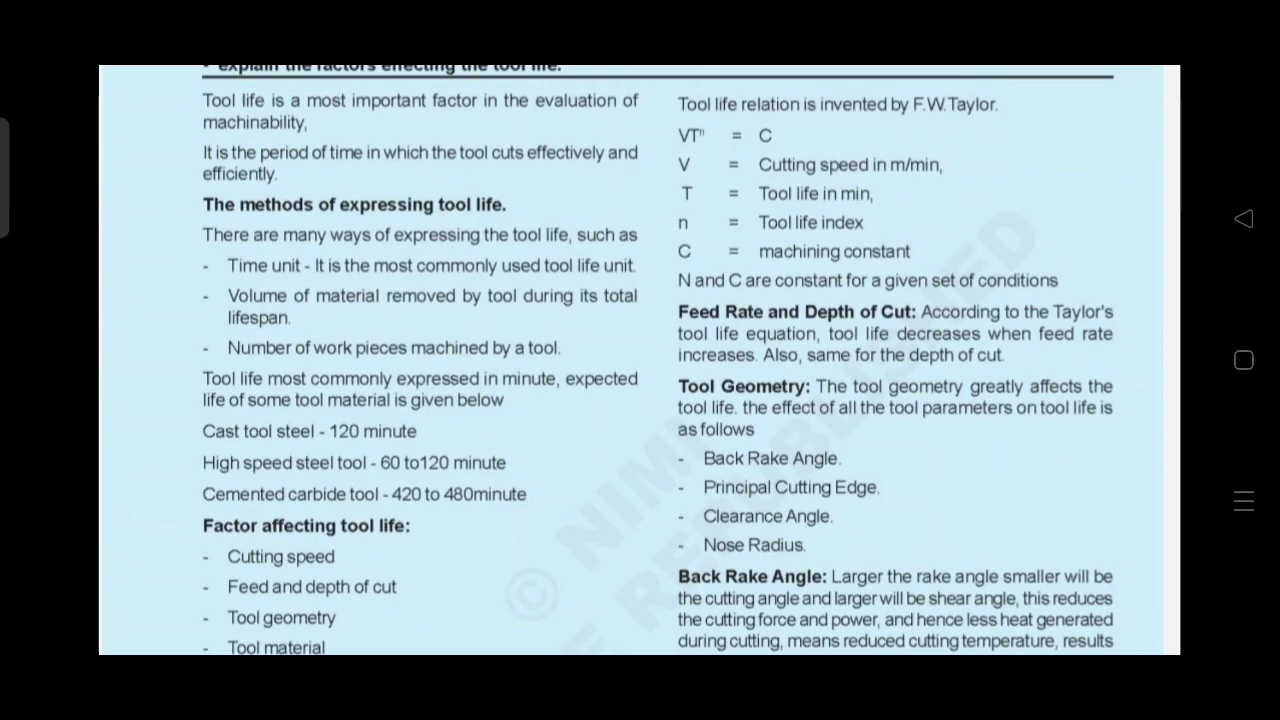 explain the factors effecting the tool life.
Tool life is a most important factor in the evaluation of
machinability,
It is the period of time in which the tool cuts effectively and
efficiently.
The methods of expressing tool life.
There are many ways of expressing the tool life, such as
- Time unit - It is the most commonly used tool life unit.
- Volume of material removed by tool during its total
lifespan.
- Number of work pieces machined by a tool.
Tool life most commonly expressed in minute, expected
life of some tool material is given below
Cast tool steel - 120 minute
High speed steel tool - 60 to120 minute
Cemented carbide tool - 420 to 480minute
Factor affecting tool life:
- Cutting speed
- Feed and depth of cut
- Tool geometry
- Tool material
Tool life relation is invented by F.W.Taylor.
VTⁿ = C
V = Cutting speed in m/min,
T = Tool life in min,
n = Tool life index
C = machining constant
N and C are constant for a given set of conditions
Feed Rate and Depth of Cut: According to the Taylor's
tool life equation, tool life decreases when feed rate
increases. Also, same for the depth of cut.
Tool Geometry: The tool geometry greatly affects the
tool life. the effect of all the tool parameters on tool life is
as follows
- Back Rake Angle.
- Principal Cutting Edge.
- Clearance Angle.
- Nose Radius.
Back Rake Angle: Larger the rake angle smaller will be
the cutting angle and larger will be shear angle, this reduces
the cutting force and power, and hence less heat generated
during cutting, means reduced cutting temperature, results